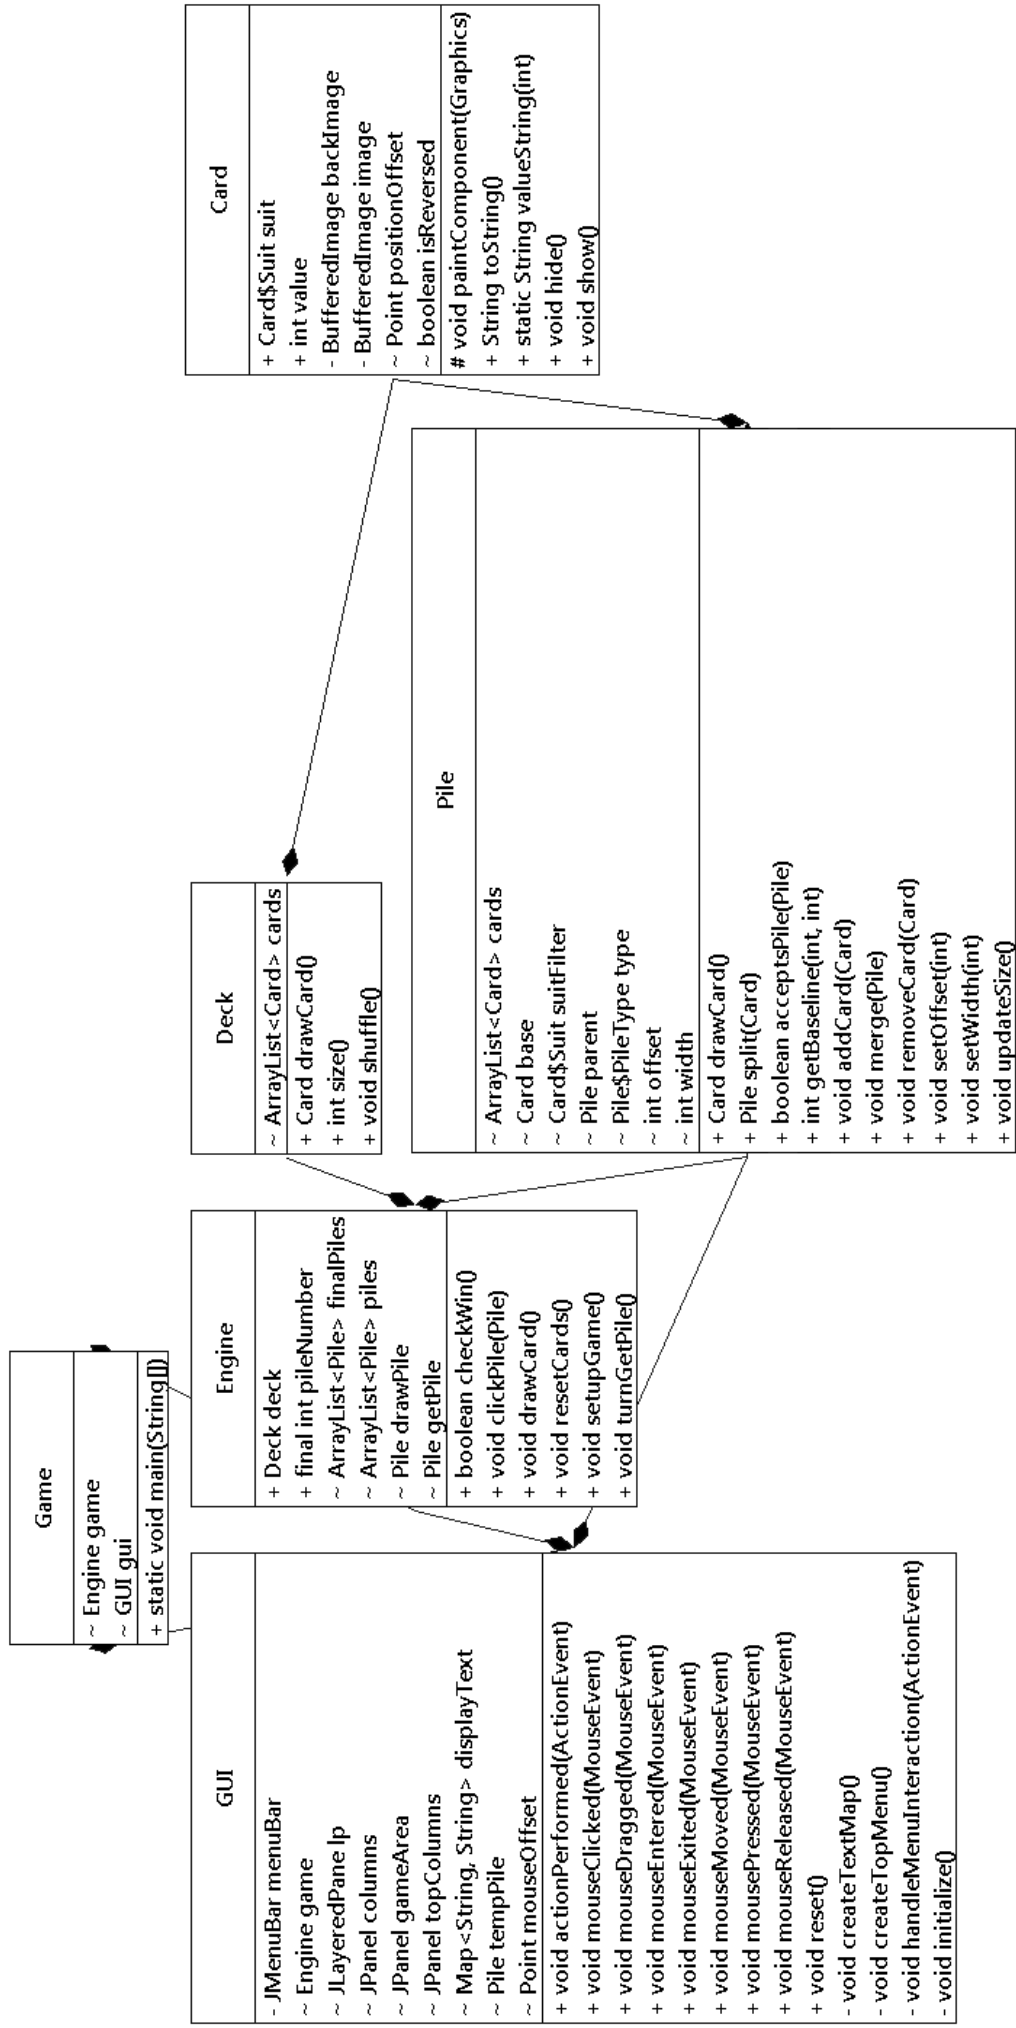 Game
~ Engine game
~ GUI gui
+ static void main(String[])
GUI
- JMenuBar menuBar
~ Engine game
~ JLayeredPane lp
~ JPanel columns
~ JPanel gameArea
~ JPanel topColumns
~ Map<String, String> displayText
~ Pile tempPile
~ Point mouseOffset
+ void actionPerformed(ActionEvent)
+ void mouseClicked(MouseEvent)
+ void mouseDragged(MouseEvent)
+ void mouseEntered(MouseEvent)
+ void mouseExited(MouseEvent)
+ void mouseMoved(MouseEvent)
+ void mousePressed(MouseEvent)
+ void mouseReleased(MouseEvent)
+ void reset()
- void createTextMap()
- void createTopMenu()
- void handleMenuInteraction(ActionEvent)
- void initialize()
Engine
+ Deck deck
+ final int pileNumber
~ ArrayList<Pile> finalPiles
~ ArrayList<Pile> piles
~ Pile drawPile
~ Pile getPile
+ boolean checkWin()
+ void clickPile(Pile)
+ void drawCard()
+ void resetCards()
+ void setupGame()
+ void turnGetPile()
Deck
~ ArrayList<Card> cards
+ Card drawCard()
+ int size()
+ void shuffle()
Pile
~ ArrayList<Card> cards
~ Card base
~ Card$Suit suitFilter
~ Pile parent
~ Pile$PileType type
~ int offset
~ int width
+ Card drawCard()
+ Pile split(Card)
+ boolean acceptsPile(Pile)
+ int getBaseline(int, int)
+ void addCard(Card)
+ void merge(Pile)
+ void removeCard(Card)
+ void setOffset(int)
+ void setWidth(int)
+ void updateSize()
Card
+ Card$Suit suit
+ int value
- BufferedImage backImage
- BufferedImage image
~ Point positionOffset
~ boolean isReversed
# void paintComponent(Graphics)
+ String toString()
+ static String valueString(int)
+ void hide()
+ void show()